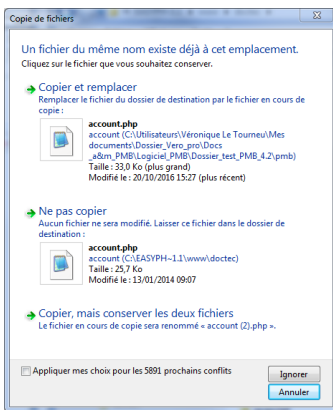 Copie de fichiers
Un fichier du même nom existe déjà à cet emplacement.
Cliquez sur le fichier que vous souhaitez conserver.
Copier et remplacer
Remplacer le fichier du dossier de destination par le fichier en cours de
copie :
account.php
account (C:\Utilisateurs\Véronique Le Tourneu\Mes
documents\Dossier_Vero_pro\Docs
_a&m_PMB\Logiciel_PMB\Dossier_test_PMB_4.2\pmb)
Taille : 33,0 Ko (plus grand)
Modifié le : 20/10/2016 15:27 (plus récent)
Ne pas copier
Aucun fichier ne sera modifié. Laisser ce fichier dans le dossier de
destination :
account.php
account (C:\EASYPH~1.1\www\doctec)
Taille : 25,7 Ko
Modifié le : 13/01/2014 09:07
Copier, mais conserver les deux fichiers
Le fichier en cours de copie sera renommé « account (2).php ».
Appliquer mes choix pour les 5891 prochains conflits
Ignorer
Annuler